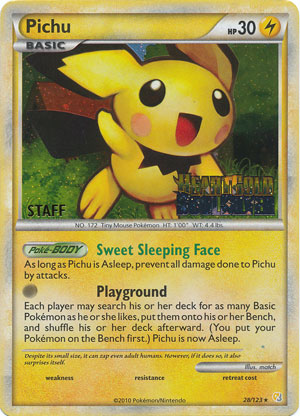 Pichu
HP 30
BASIC
STAFF
HEARTGOLD
SOULSILVER
NO. 172 Tiny Mouse Pokémon HT: 1'00" WT: 4.4 lbs.
Poké-BODY Sweet Sleeping Face
As long as Pichu is Asleep, prevent all damage done to Pichu
by attacks.
Playground
Each player may search his or her deck for as many Basic
Pokémon as he or she likes, put them onto his or her Bench,
and shuffle his or her deck afterward. (You put your
Pokémon on the Bench first.) Pichu is now Asleep.
Despite its small size, it can zap even adult humans. However, if it does so, it also
surprises itself.
Illus. match
weakness resistance retreat cost
©2010 Pokémon/Nintendo 28/123 ★